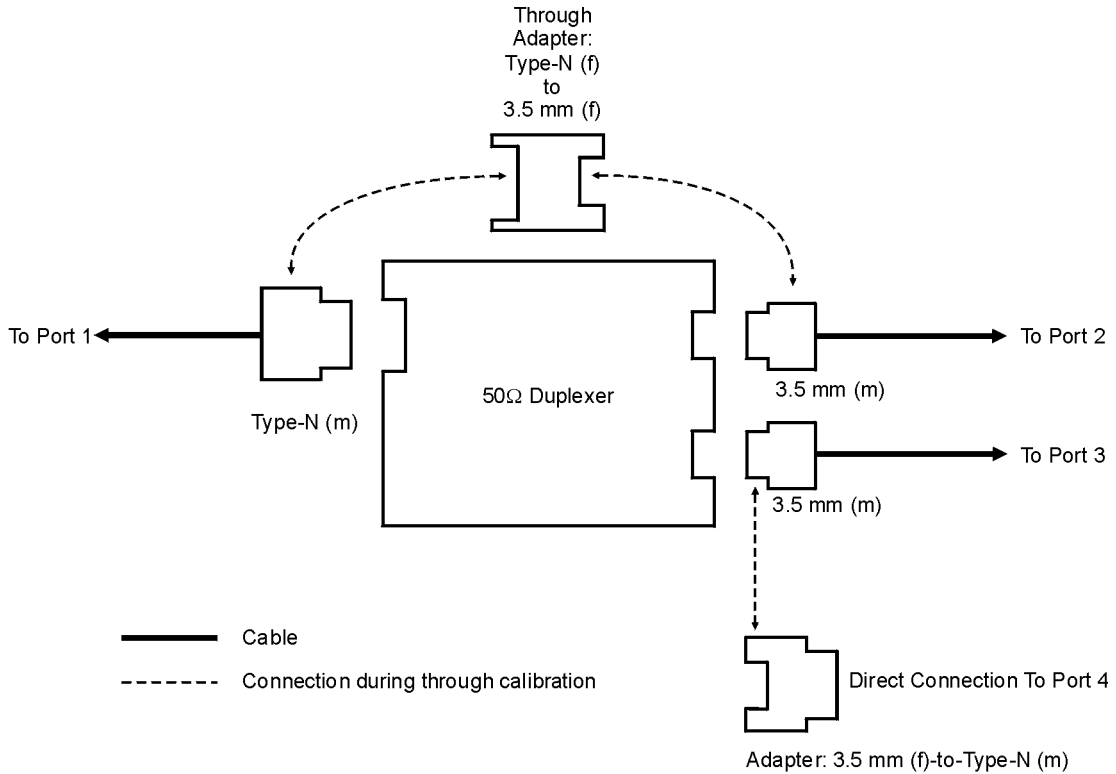 Through
Adapter:
Type-N (f)
to
3.5 mm (f)
To Port 1
To Port 2
50Ω Duplexer
3.5 mm (m)
Type-N (m)
To Port 3
3.5 mm (m)
Cable
Connection during through calibration
Direct Connection To Port 4
Adapter: 3.5 mm (f)-to-Type-N (m)